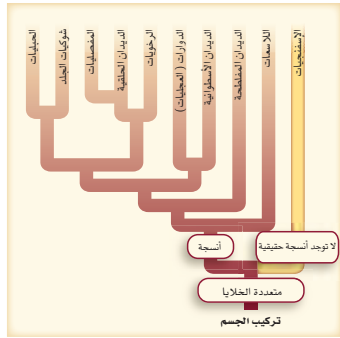 الحبليات
شوكيات الجلد
المفصليات
الديدان الحلقية
الرخويات
الدوارات (العجليات)
الديدان الأسطوانية
الديدان المفلطحة
اللاسعات
الإسفنجيات
أنسجة
لا توجد أنسجة حقيقية
متعددة الخلايا
تركيب الجسم